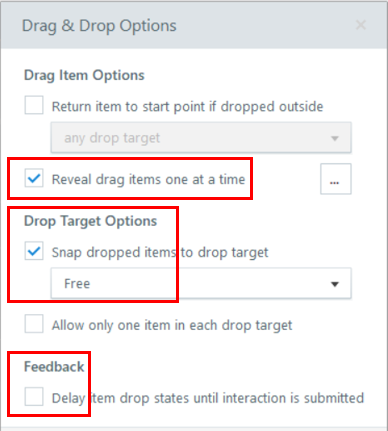 Drag & Drop Options
Drag Item Options
Return item to start point if dropped outside
any drop target
Reveal drag items one at a time
...
Drop Target Options
Snap dropped items to drop target
Free
Allow only one item in each drop target
Feedback
Delay item drop states until interaction is submitted